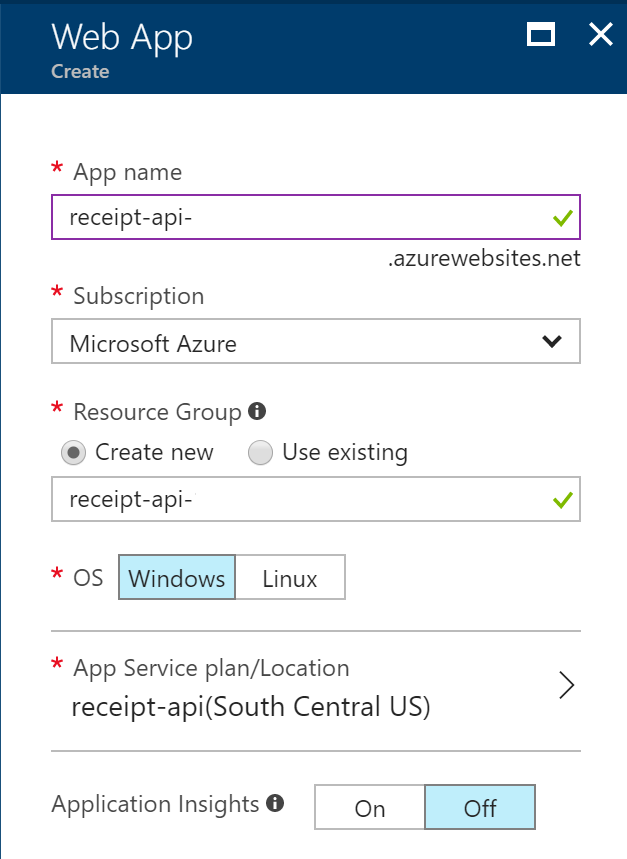 Web App
Create
* App name
receipt-api-
.azurewebsites.net
* Subscription
Microsoft Azure
* Resource Group
Create new Use existing
receipt-api-
* OS Windows Linux
* App Service plan/Location
receipt-api(South Central US)
Application Insights On Off